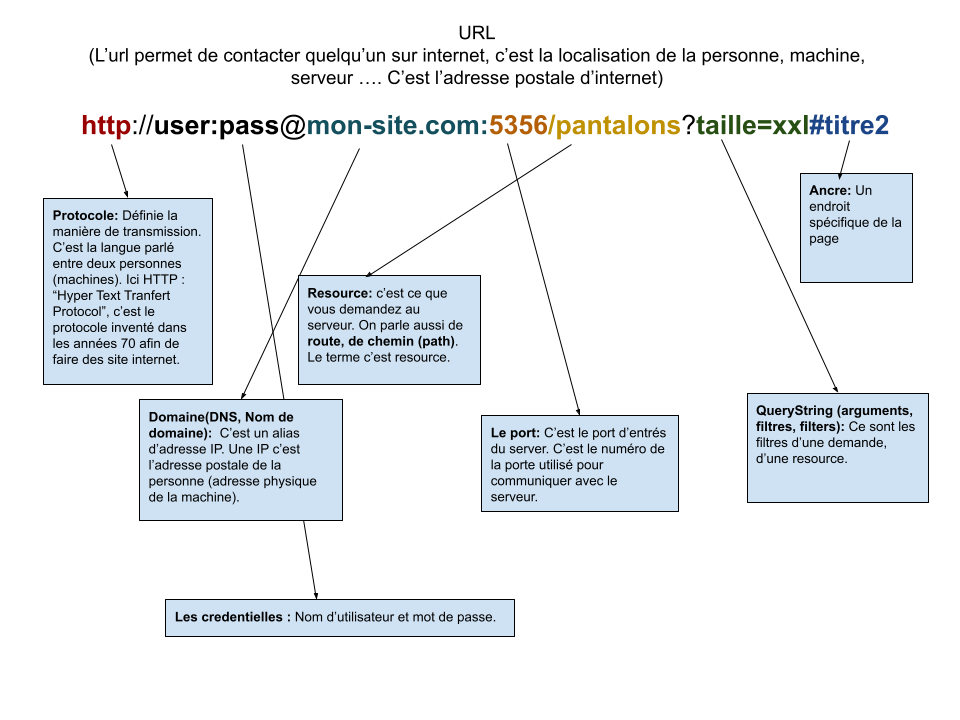 URL
(L’url permet de contacter quelqu’un sur internet, c’est la localisation de la personne, machine,
serveur …. C’est l’adresse postale d’internet)
http://user:pass@mon-site.com:5356/pantalons?taille=xxl#titre2
Protocole: Définie la
manière de transmission.
C’est la langue parlé
entre deux personnes
(machines). Ici HTTP :
“Hyper Text Tranfert
Protocol”, c’est le
protocole inventé dans
les années 70 afin de
faire des site internet.
Resource: c’est ce que
vous demandez au
serveur. On parle aussi de
route, de chemin (path).
Le terme c’est resource.
Ancre: Un
endroit
spécifique de la
page
Domaine(DNS, Nom de
domaine):  C’est un alias
d’adresse IP. Une IP c’est
l’adresse postale de la
personne (adresse physique
de la machine).
Le port: C’est le port d’entrés
du server. C’est le numéro de
la porte utilisé pour
communiquer avec le
serveur.
QueryString (arguments,
filtres, filters): Ce sont les
filtres d’une demande,
d’une resource.
Les credentielles : Nom d’utilisateur et mot de passe.